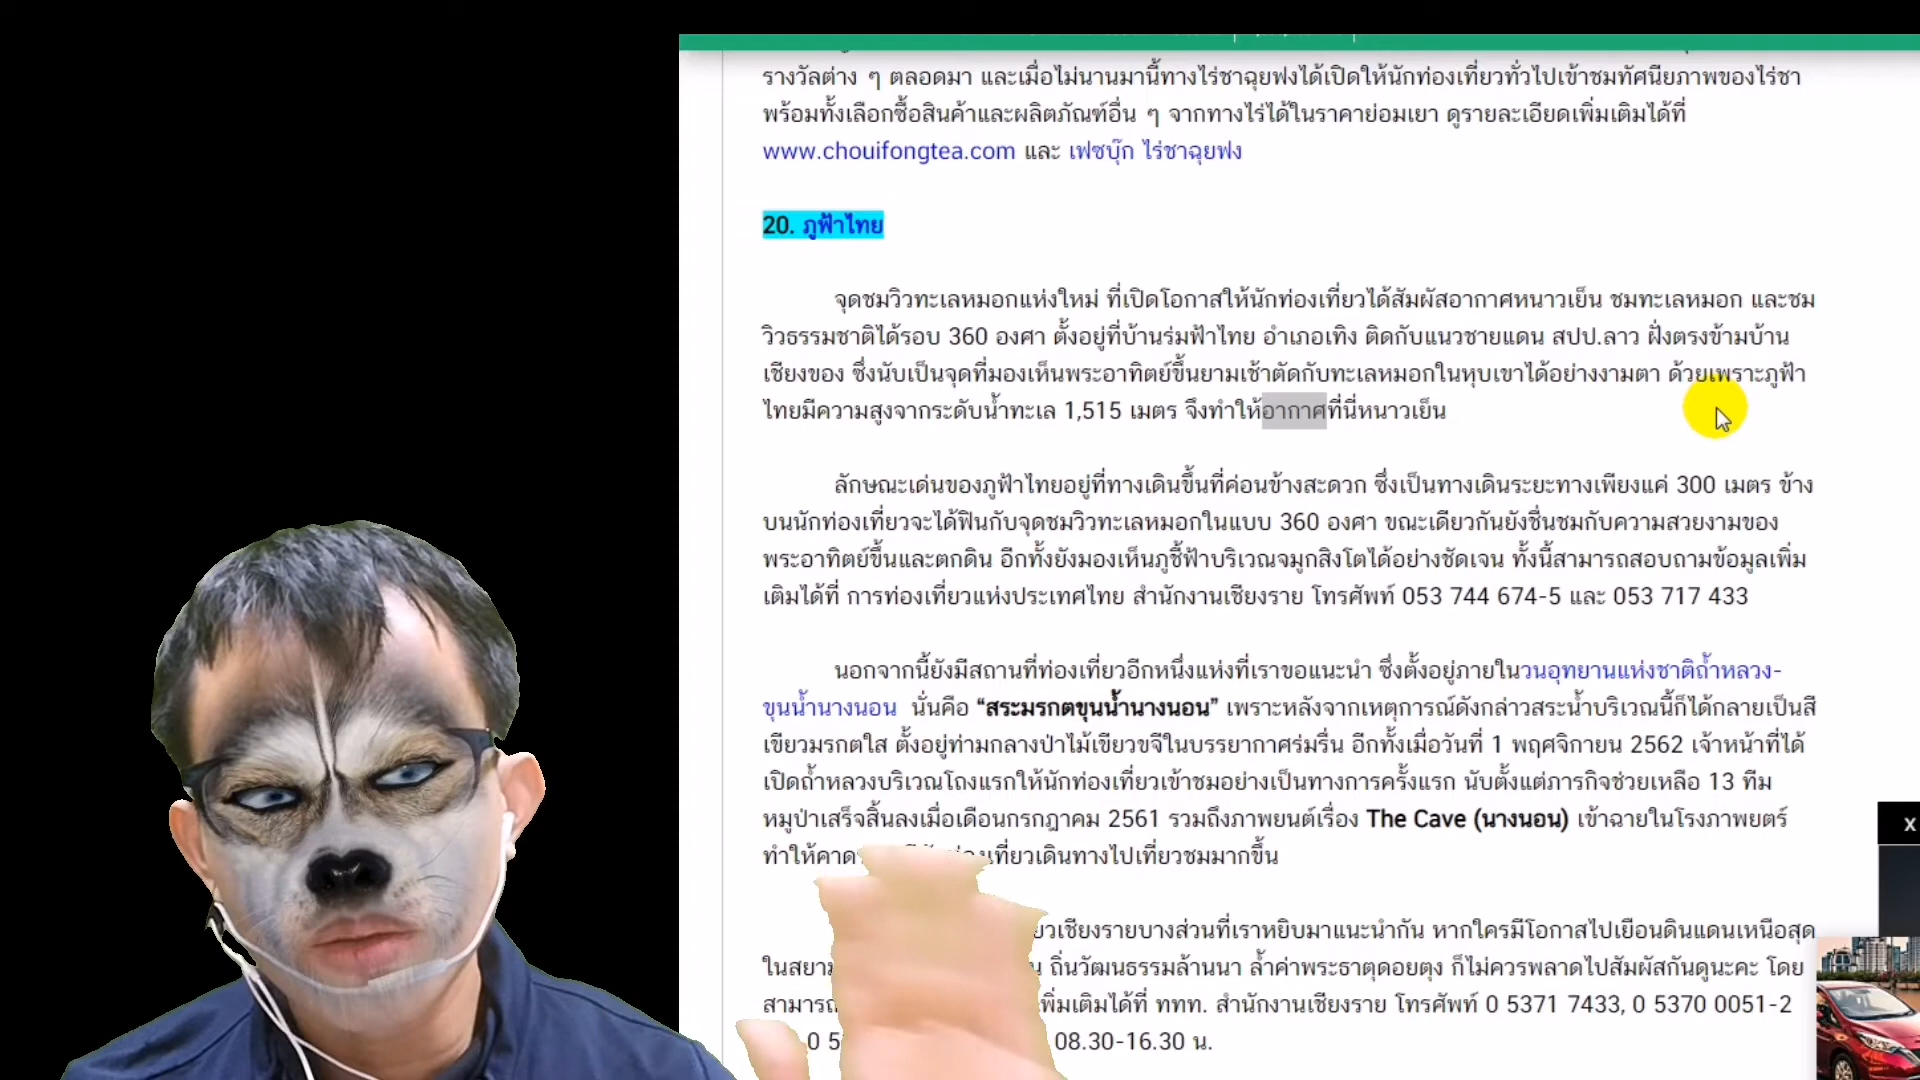 รางวัลต่าง ๆ ตลอดมา และเมื่อไม่นานมานี้ทางไร่ชาฉุยฟงได้เปิดให้นักท่องเที่ยวทั่วไปเข้าชมทัศนียภาพของไร่ชา
พร้อมทั้งเลือกซื้อสินค้าและผลิตภัณฑ์อื่น ๆ จากทางไร่ได้ในราคาย่อมเยา ดูรายละเอียดเพิ่มเติมได้ที่
www.chouifongtea.com และ เฟซบุ๊ก ไร่ชาฉุยฟง
20. ภูฟ้าไทย
จุดชมวิวทะเลหมอกแห่งใหม่ ที่เปิดโอกาสให้นักท่องเที่ยวได้สัมผัสอากาศหนาวเย็น ชมทะเลหมอก และชม
วิวธรรมชาติได้รอบ 360 องศา ตั้งอยู่ที่บ้านร่มฟ้าไทย อำเภอเทิง ติดกับแนวชายแดน สปป.ลาว ฝั่งตรงข้ามบ้าน
เชียงของ ซึ่งนับเป็นจุดที่มองเห็นพระอาทิตย์ขึ้นยามเช้าตัดกับทะเลหมอกในหุบเขาได้อย่างงามตา ด้วยเพราะภูฟ้า
ไทยมีความสูงจากระดับน้ำทะเล 1,515 เมตร จึงทำให้อากาศที่นี่หนาวเย็น
ลักษณะเด่นของภูฟ้าไทยอยู่ที่ทางเดินขึ้นที่ค่อนข้างสะดวก ซึ่งเป็นทางเดินระยะทางเพียงแค่ 300 เมตร ข้าง
บนนักท่องเที่ยวจะได้ฟินกับจุดชมวิวทะเลหมอกในแบบ 360 องศา ขณะเดียวกันยังชื่นชมกับความสวยงามของ
พระอาทิตย์ขึ้นและตกดิน อีกทั้งยังมองเห็นภูชี้ฟ้าบริเวณจมูกสิงโตได้อย่างชัดเจน ทั้งนี้สามารถสอบถามข้อมูลเพิ่ม
เติมได้ที่ การท่องเที่ยวแห่งประเทศไทย สำนักงานเชียงราย โทรศัพท์ 053 744 674-5 และ 053 717 433
นอกจากนี้ยังมีสถานที่ท่องเที่ยวอีกหนึ่งแห่งที่เราขอแนะนำ ซึ่งตั้งอยู่ภายในวนอุทยานแห่งชาติถ้ำหลวง-
ขุนน้ำนางนอน นั่นคือ “สระมรกตขุนน้ำนางนอน” เพราะหลังจากเหตุการณ์ดังกล่าวสระน้ำบริเวณนี้ก็ได้กลายเป็นสี
เขียวมรกตใส ตั้งอยู่ท่ามกลางป่าไม้เขียวขจีในบรรยากาศร่มรื่น อีกทั้งเมื่อวันที่ 1 พฤศจิกายน 2562 เจ้าหน้าที่ได้
เปิดถ้ำหลวงบริเวณโถงแรกให้นักท่องเที่ยวเข้าชมอย่างเป็นทางการครั้งแรก นับตั้งแต่ภารกิจช่วยเหลือ 13 ทีม
หมูป่าเสร็จสิ้นลงเมื่อเดือนกรกฎาคม 2561 รวมถึงภาพยนต์เรื่อง The Cave (นางนอน) เข้าฉายในโรงภาพยตร์
ทำให้คาด เที่ยวเดินทางไปเที่ยวชมมากขึ้น
เชียงรายบางส่วนที่เราหยิบมาแนะนำกัน หากใครมีโอกาสไปเยือนดินแดนเหนือสุด
ในสยาม ถิ่นวัฒนธรรมล้านนา ล้ำค่าพระธาตุดอยตุง ก็ไม่ควรพลาดไปสัมผัสกันดูนะคะ โดย
เพิ่มเติมได้ที่ ททท. สำนักงานเชียงราย โทรศัพท์ 0 5371 7433, 0 5370 0051-2
08.30-16.30 น.
X